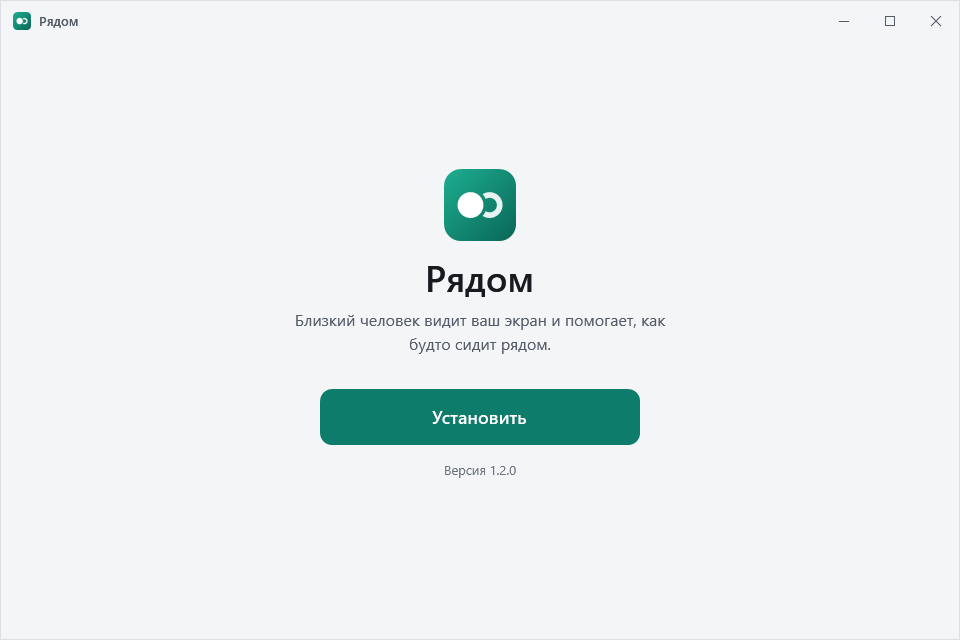 Рядом
Рядом
Близкий человек видит ваш экран и помогает, как
будто сидит рядом.
Установить
Версия 1.2.0